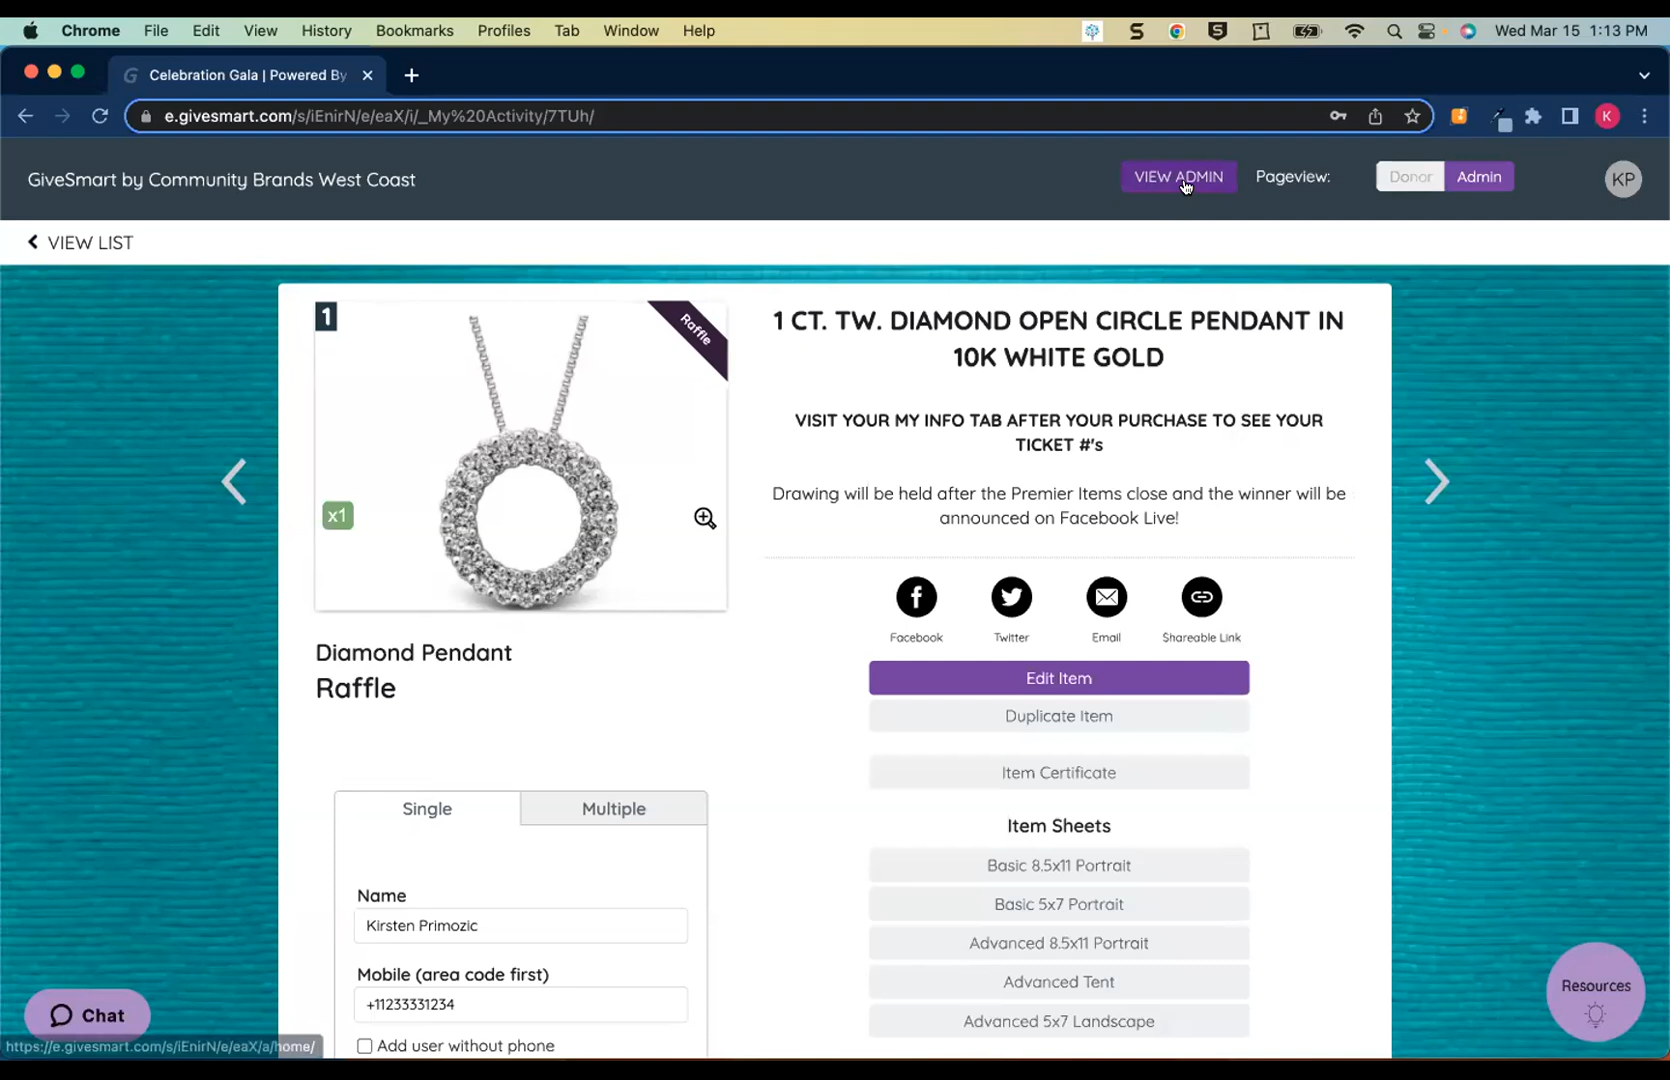 Chrome File Edit View History Bookmarks Profiles Tab Window Help Wed Mar 15 1:13 PM
Celebration Gala | Powered By
e.givesmart.com/s/iEnirN/e/eaX/i/_My%20Activity/7TUh/
K
GiveSmart by Community Brands West Coast
VIEW ADMIN
Pageview:
Donor
Admin
KP
VIEW LIST
1
Raffle
x1
1 CT. TW. DIAMOND OPEN CIRCLE PENDANT IN
10K WHITE GOLD
VISIT YOUR MY INFO TAB AFTER YOUR PURCHASE TO SEE YOUR
TICKET #'s
Drawing will be held after the Premier Items close and the winner will be
announced on Facebook Live!
Facebook
Twitter
Email
Shareable Link
Diamond Pendant
Raffle
Edit Item
Duplicate Item
Item Certificate
Item Sheets
Basic 8.5x11 Portrait
Basic 5x7 Portrait
Advanced 8.5x11 Portrait
Advanced Tent
Advanced 5x7 Landscape
Single
Multiple
Name
Kirsten Primozic
Mobile (area code first)
+11233331234
Add user without phone
Chat
Resources
https://e.givesmart.com/s/iEnirN/e/eaX/a/home/